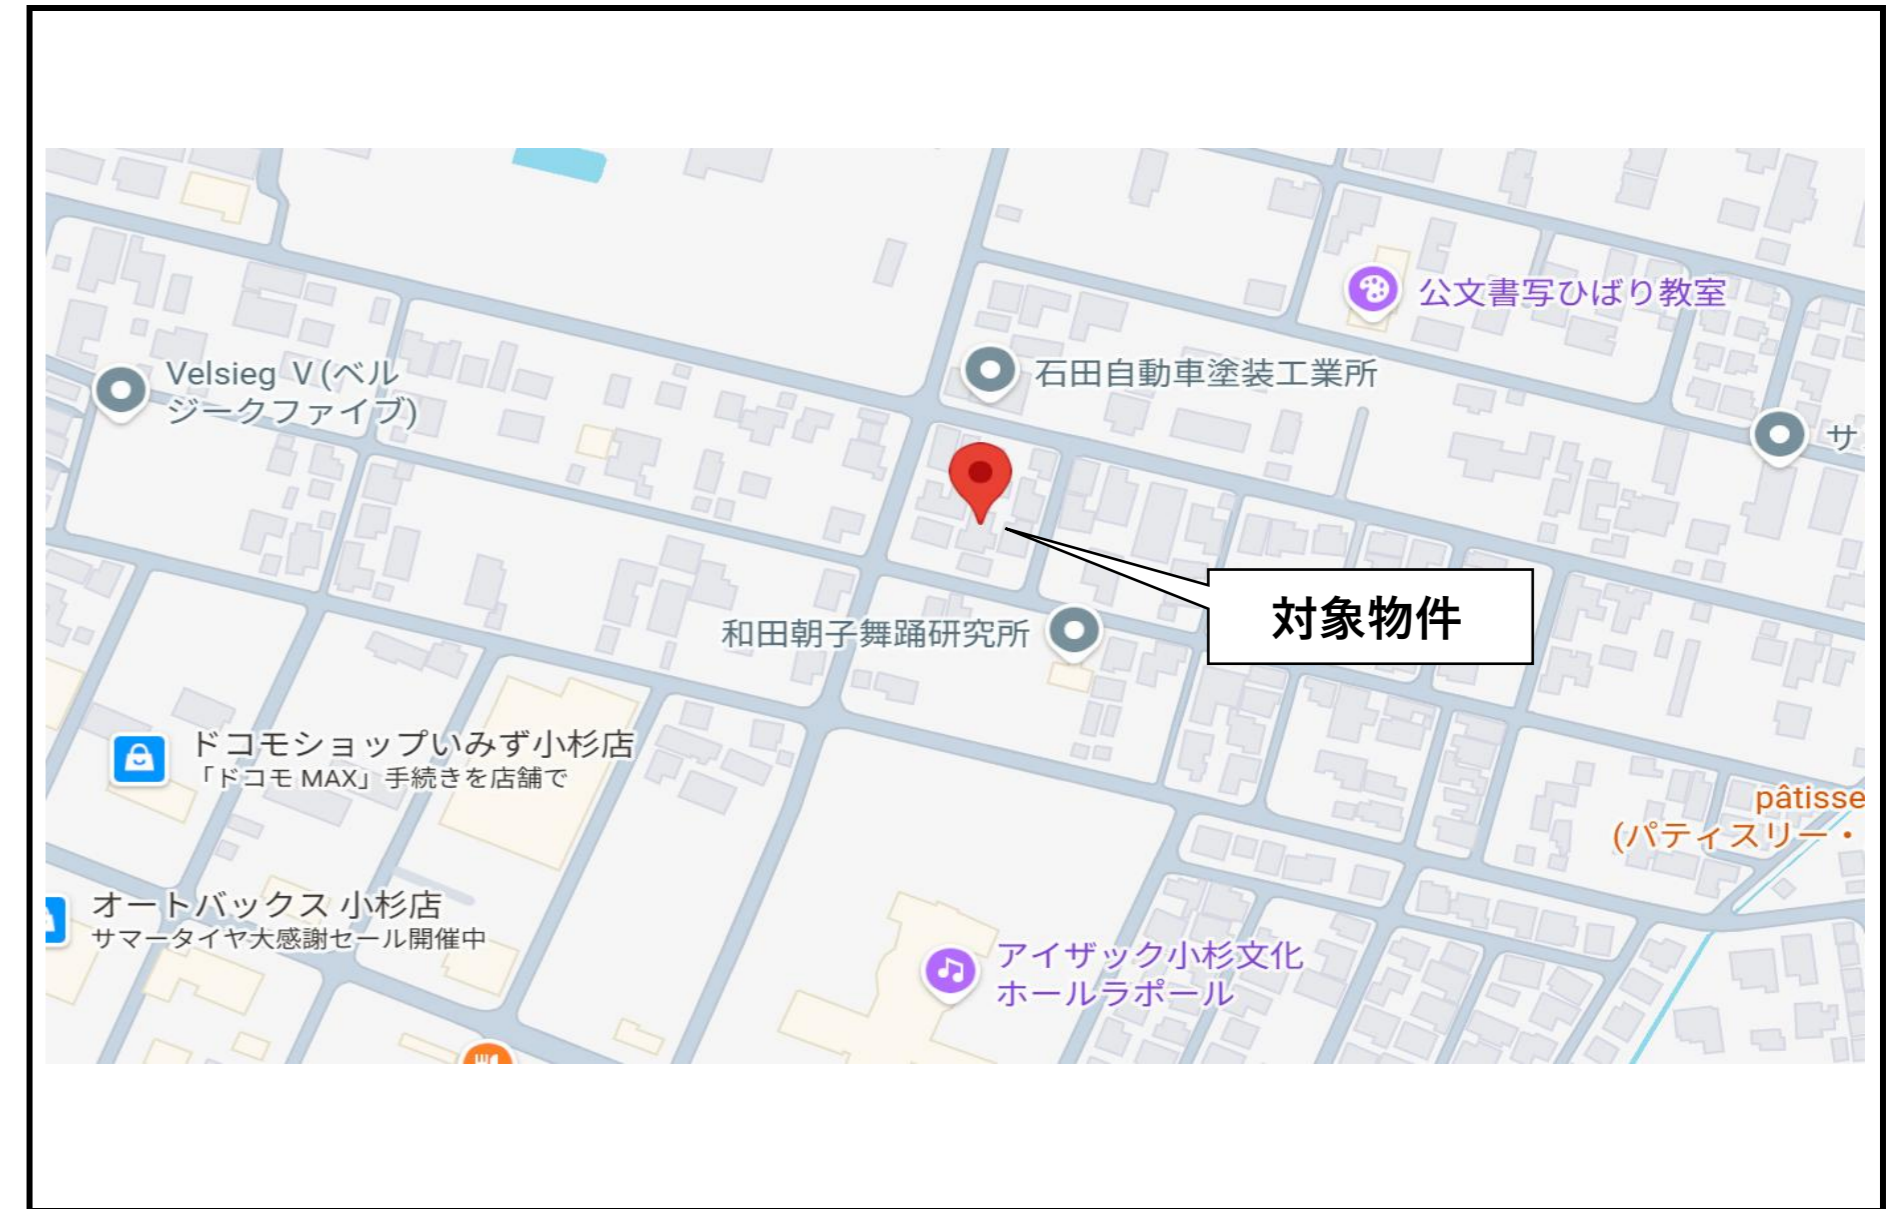 公文書写ひばり教室
Velsieg Ⅴ(ベル
ジークファイブ)
石田自動車塗装工業所
サ
対象物件
和田朝子舞踊研究所
ドコモショップいみず小杉店
「ドコモ MAX」手続きを店舗で
pâtisse
(パティスリー・
オートバックス 小杉店
サマータイヤ大感謝セール開催中
アイザック小杉文化
ホールラポール